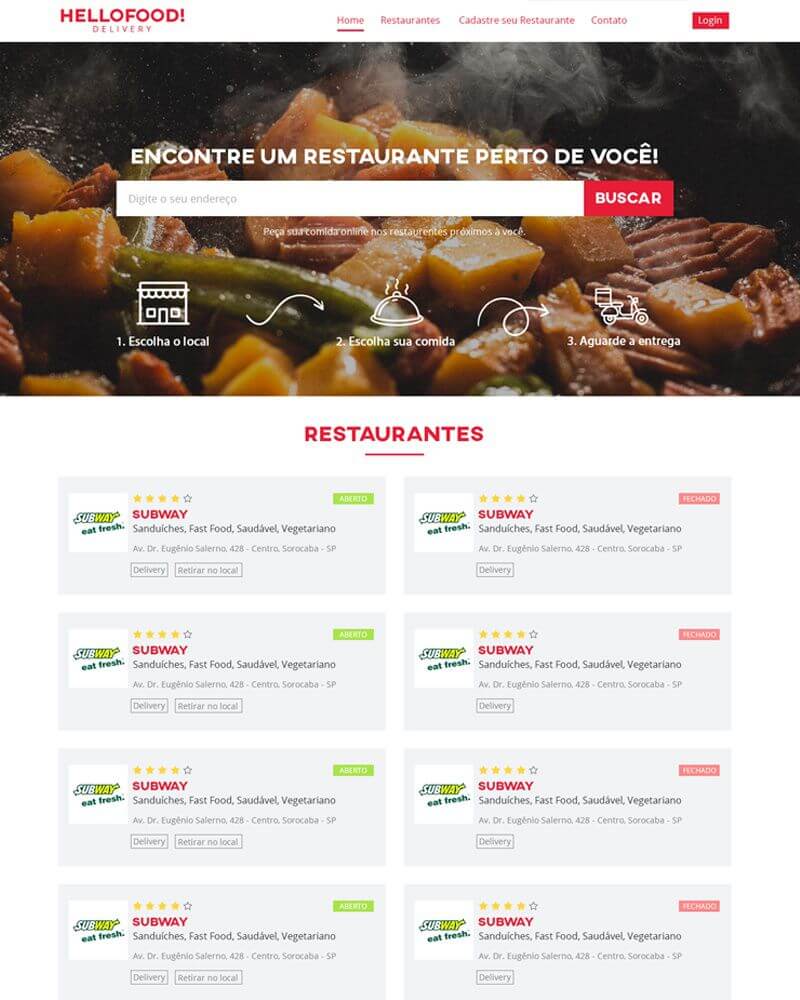 HELLOFOOD!
DELIVERY
Home Restaurantes Cadastre seu Restaurante Contato Login
ENCONTRE UM RESTAURANTE PERTO DE VOCÊ!
Digite o seu endereço BUSCAR
Peça sua comida online nos restaurentes próximos à você.
1. Escolha o local 2. Escolha sua comida 3. Aguarde a entrega
RESTAURANTES
SUBWAY
eat fresh.
ABERTO
SUBWAY
Sanduíches, Fast Food, Saudável, Vegetariano
Av. Dr. Eugênio Salerno, 428 - Centro, Sorocaba - SP
Delivery Retirar no local
SUBWAY
eat fresh.
FECHADO
SUBWAY
Sanduíches, Fast Food, Saudável, Vegetariano
Av. Dr. Eugênio Salerno, 428 - Centro, Sorocaba - SP
Delivery
SUBWAY
eat fresh.
ABERTO
SUBWAY
Sanduíches, Fast Food, Saudável, Vegetariano
Av. Dr. Eugênio Salerno, 428 - Centro, Sorocaba - SP
Delivery Retirar no local
SUBWAY
eat fresh.
FECHADO
SUBWAY
Sanduíches, Fast Food, Saudável, Vegetariano
Av. Dr. Eugênio Salerno, 428 - Centro, Sorocaba - SP
Delivery
SUBWAY
eat fresh.
ABERTO
SUBWAY
Sanduíches, Fast Food, Saudável, Vegetariano
Av. Dr. Eugênio Salerno, 428 - Centro, Sorocaba - SP
Delivery Retirar no local
SUBWAY
eat fresh.
FECHADO
SUBWAY
Sanduíches, Fast Food, Saudável, Vegetariano
Av. Dr. Eugênio Salerno, 428 - Centro, Sorocaba - SP
Delivery
SUBWAY
eat fresh.
ABERTO
SUBWAY
Sanduíches, Fast Food, Saudável, Vegetariano
Av. Dr. Eugênio Salerno, 428 - Centro, Sorocaba - SP
Delivery Retirar no local
SUBWAY
eat fresh.
FECHADO
SUBWAY
Sanduíches, Fast Food, Saudável, Vegetariano
Av. Dr. Eugênio Salerno, 428 - Centro, Sorocaba - SP
Delivery